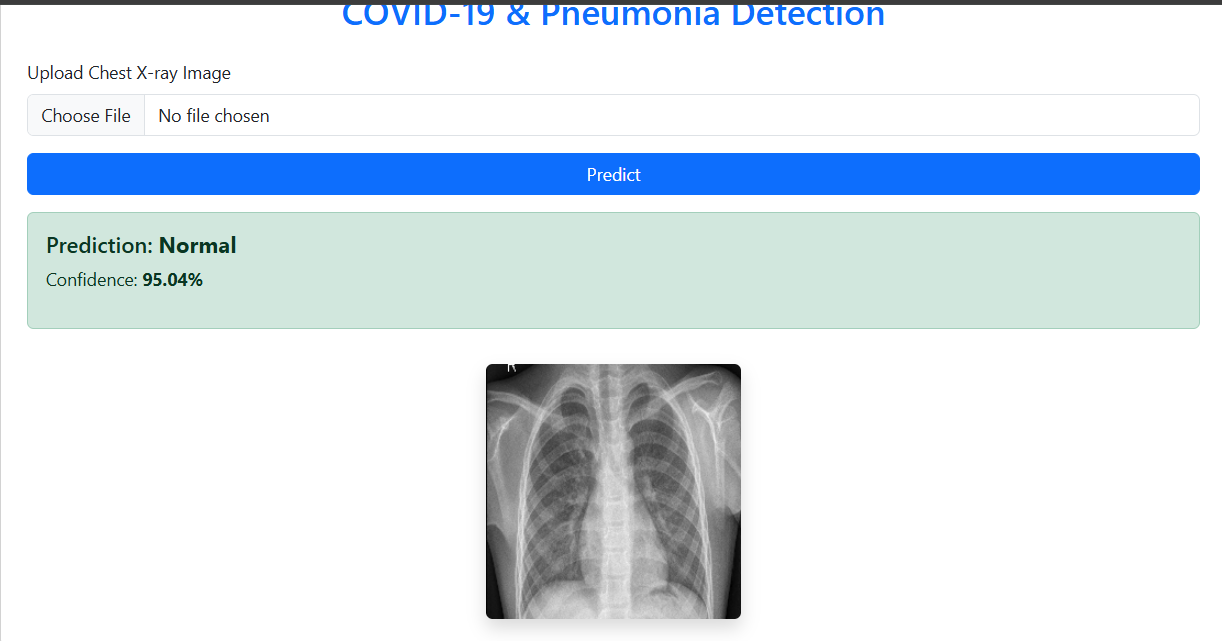 COVID-19 & Pneumonia Detection
Upload Chest X-ray Image
Choose File No file chosen
Predict
Prediction: Normal
Confidence: 95.04%
R